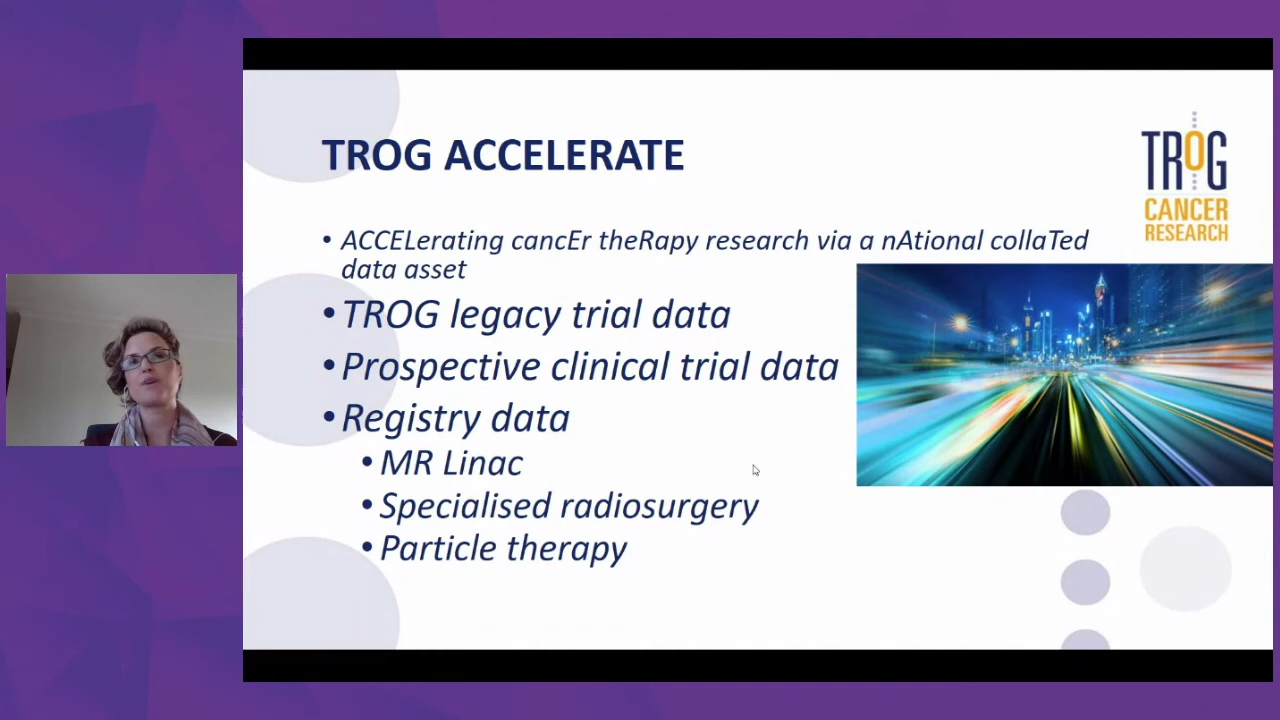 TROG ACCELERATE
TROG
CANCER
RESEARCH
• ACCELerating cancEr theRapy research via a nAtional collaTed
data asset
• TROG legacy trial data
• Prospective clinical trial data
• Registry data
• MR Linac
• Specialised radiosurgery
• Particle therapy